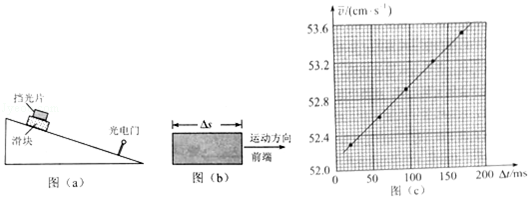 挡光片
滑块
光电门
图（a）
Δs
运动方向
前端
图（b）
v̄/(cm·s⁻¹)
53.6
53.2
52.8
52.4
52.0
0
50
100
150
200
Δt/ms
图（c）